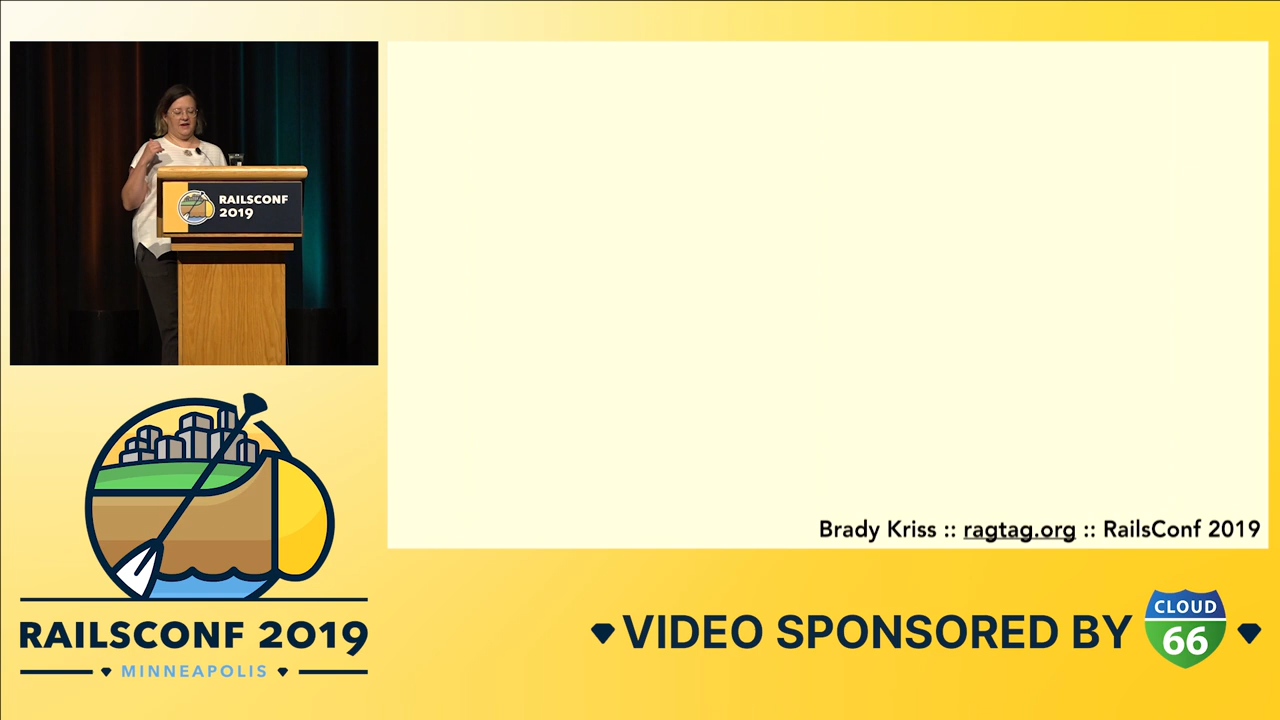 RAILSCONF
2019
Brady Kriss :: ragtag.org :: RailsConf 2019
RAILSCONF 2019
MINNEAPOLIS
VIDEO SPONSORED BY
CLOUD
66